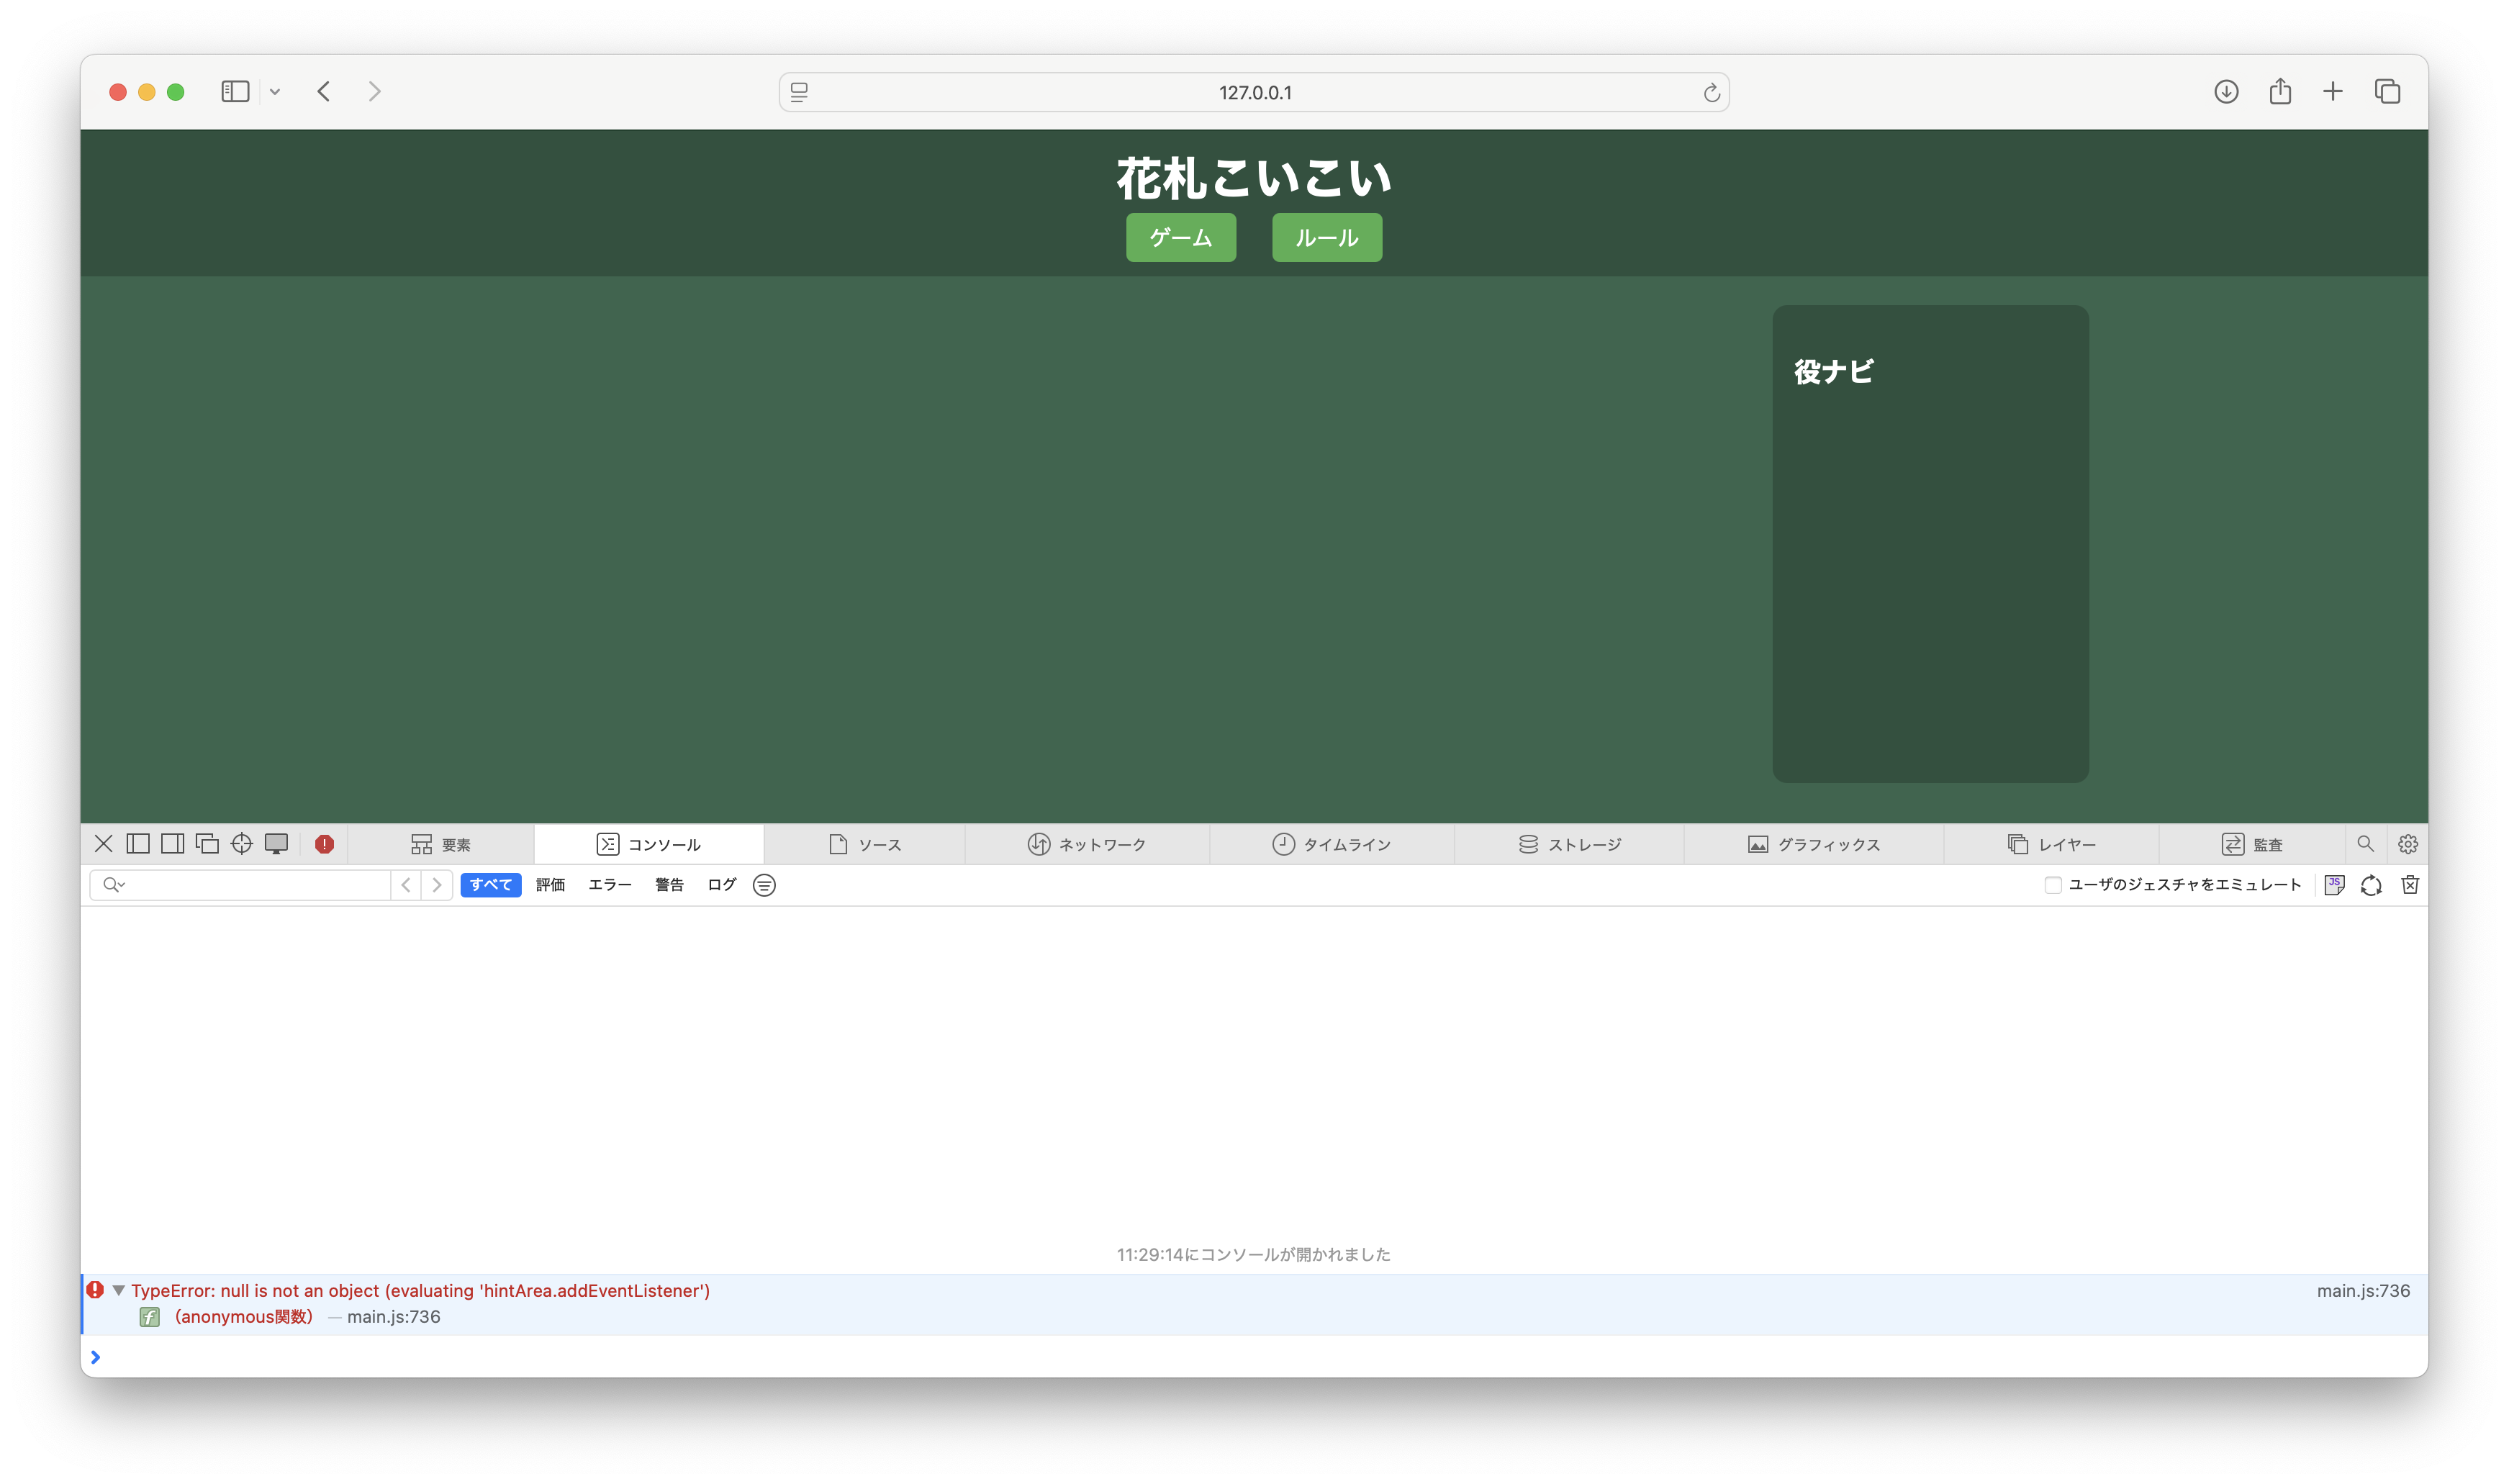 127.0.0.1
花札こいこい
ゲーム
ルール
役ナビ
要素
コンソール
ソース
ネットワーク
タイムライン
ストレージ
グラフィックス
レイヤー
監査
すべて
評価
エラー
警告
ログ
ユーザのジェスチャをエミュレート
JS
11:29:14にコンソールが開かれました
TypeError: null is not an object (evaluating 'hintArea.addEventListener')
main.js:736
f （anonymous関数） — main.js:736